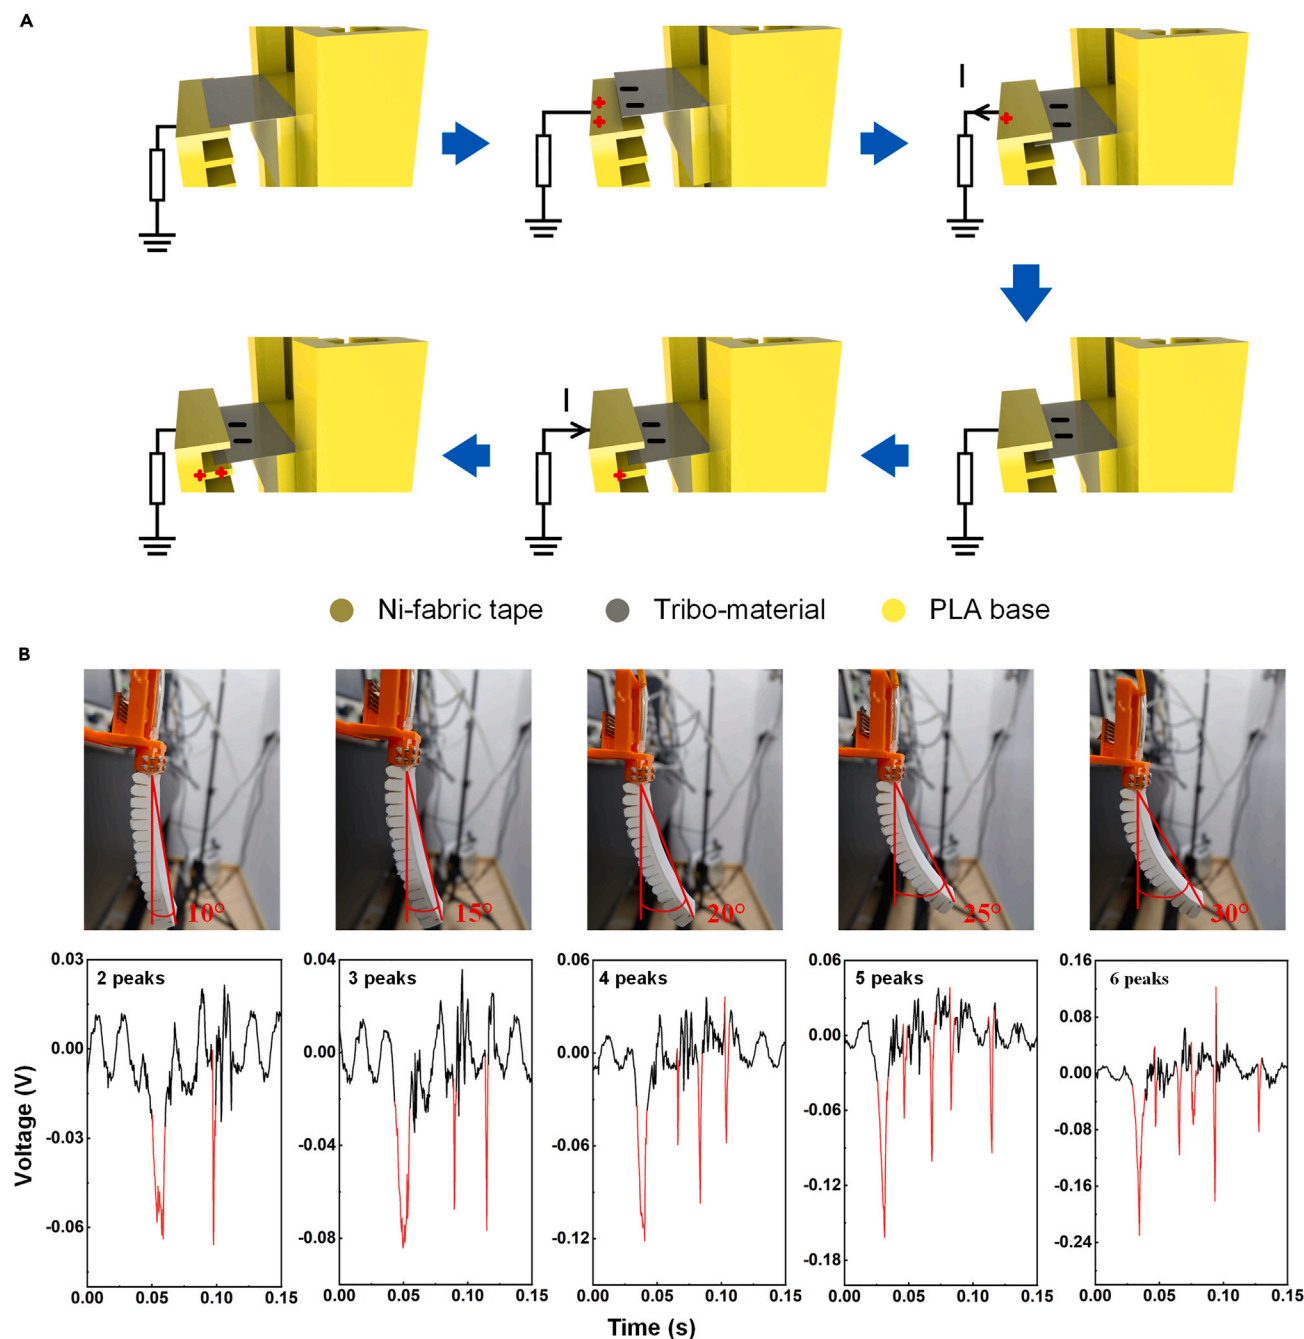 A
I
I
Ni-fabric tape
Tribo-material
PLA base
B
10°
15°
20°
25°
30°
Voltage (V)
2 peaks
0.03
0.00
-0.03
-0.06
0.00 0.05 0.10 0.15
3 peaks
0.04
0.00
-0.04
-0.08
0.00 0.05 0.10 0.15
4 peaks
0.06
0.00
-0.06
-0.12
0.00 0.05 0.10 0.15
5 peaks
0.06
0.00
-0.06
-0.12
-0.18
0.00 0.05 0.10 0.15
6 peaks
0.16
0.08
0.00
-0.08
-0.16
-0.24
0.00 0.05 0.10 0.15
Time (s)